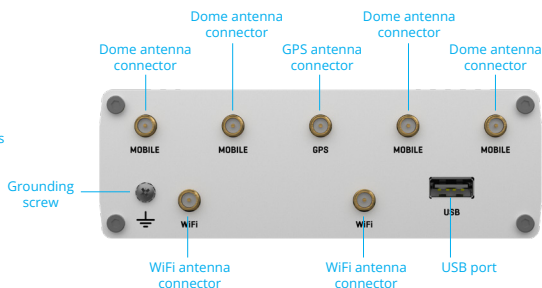 Dome antenna
connector
Dome antenna
connector
GPS antenna
connector
Dome antenna
connector
Dome antenna
connector
s
MOBILE
MOBILE
GPS
MOBILE
MOBILE
Grounding
screw
WiFi
WiFi
USB
WiFi antenna
connector
WiFi antenna
connector
USB port